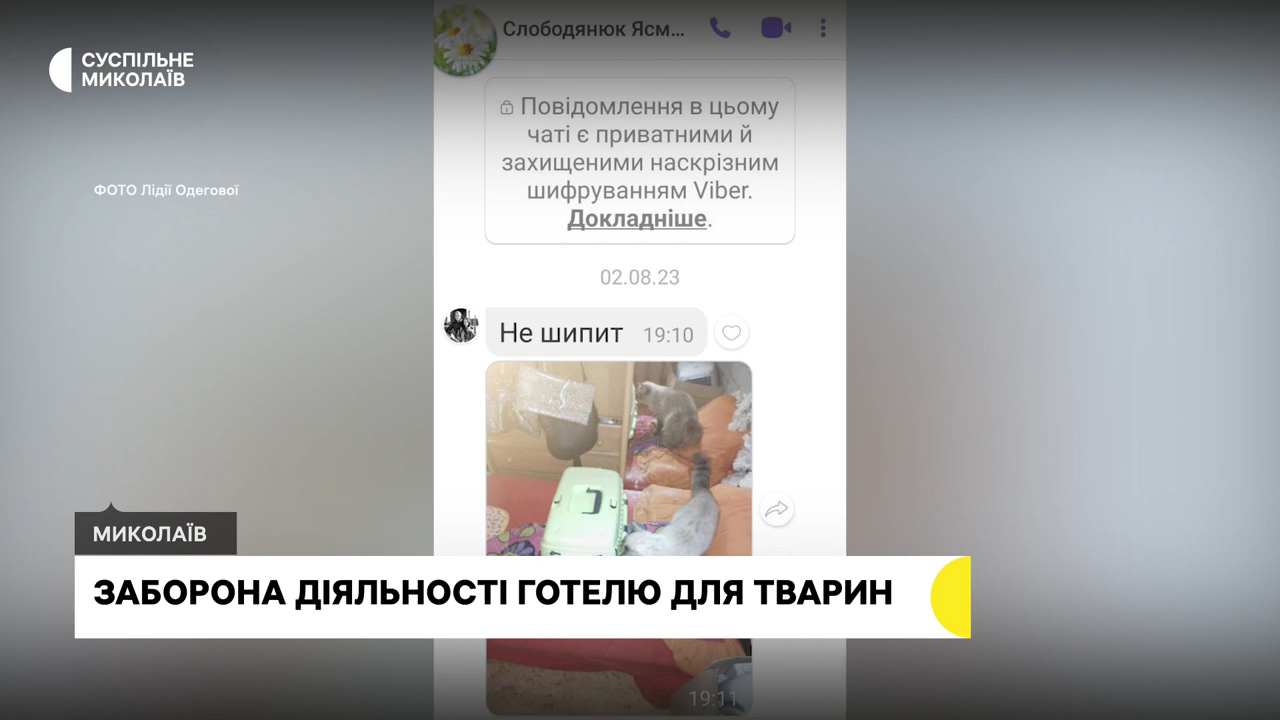 СУСПІЛЬНЕ
МИКОЛАЇВ
ФОТО Лідії Одегової
Слободянюк Ясм...
Повідомлення в цьому
чаті є приватними й
захищеними наскрізним
шифруванням Viber.
Докладніше.
02.08.23
Не шипит 19:10
19:11
МИКОЛАЇВ
ЗАБОРОНА ДІЯЛЬНОСТІ ГОТЕЛЮ ДЛЯ ТВАРИН